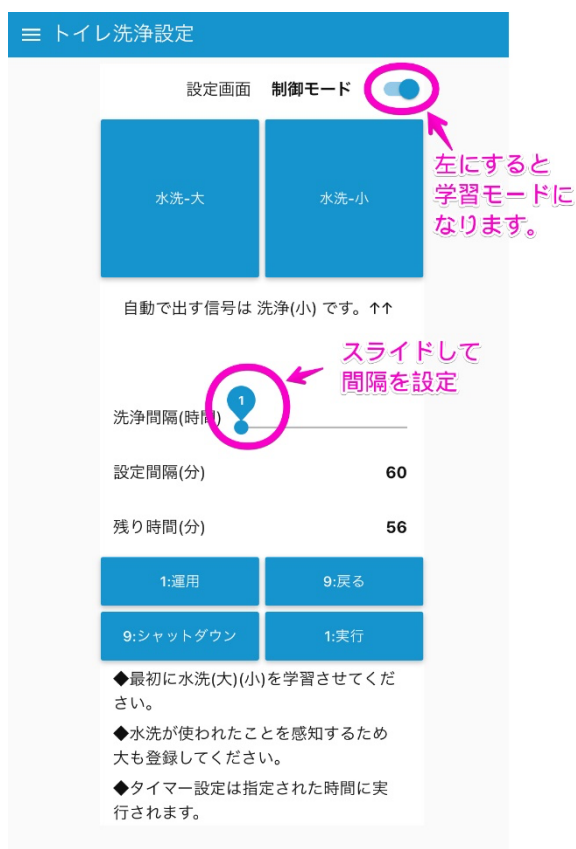 トイレ洗浄設定
設定画面 制御モード
水洗-大 水洗-小
左にすると
学習モードに
なります。
自動で出す信号は 洗浄(小) です。↑↑
スライドして
間隔を設定
1
洗浄間隔(時間)
設定間隔(分) 60
残り時間(分) 56
1:運用 9:戻る
9:シャットダウン 1:実行
◆最初に水洗(大)(小)を学習させてくだ
さい。
◆水洗が使われたことを感知するため
大も登録してください。
◆タイマー設定は指定された時間に実
行されます。